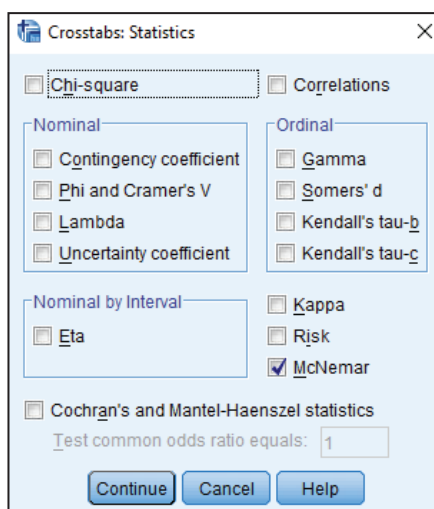 Crosstabs: Statistics
Chi-square
Correlations
Nominal
Contingency coefficient
Phi and Cramer's V
Lambda
Uncertainty coefficient
Ordinal
Gamma
Somers' d
Kendall's tau-b
Kendall's tau-c
Nominal by Interval
Eta
Kappa
Risk
McNemar
Cochran's and Mantel-Haenszel statistics
Test common odds ratio equals: 1
Continue Cancel Help